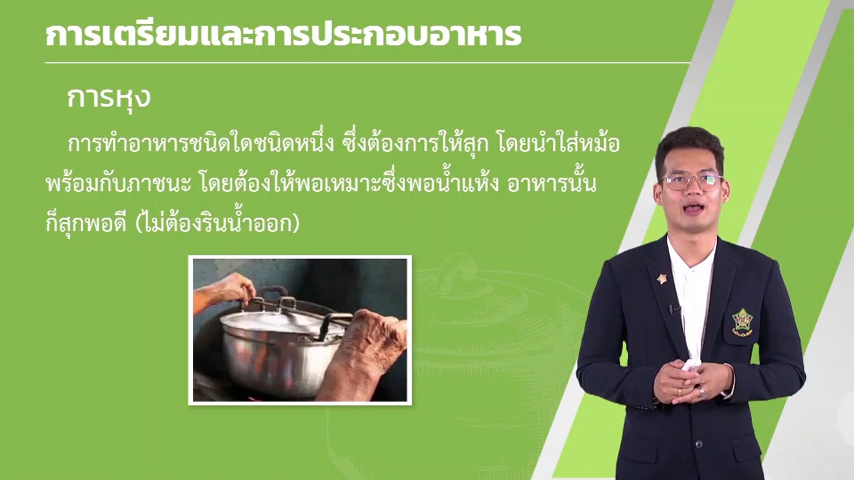 การเตรียมและการประกอบอาหาร
การหุง
การทำอาหารชนิดใดชนิดหนึ่ง ซึ่งต้องการให้สุก โดยนำใส่หม้อ
พร้อมกับภาชนะ โดยต้องให้พอเหมาะซึ่งพอน้ำแห้ง อาหารนั้น
ก็สุกพอดี (ไม่ต้องรินน้ำออก)